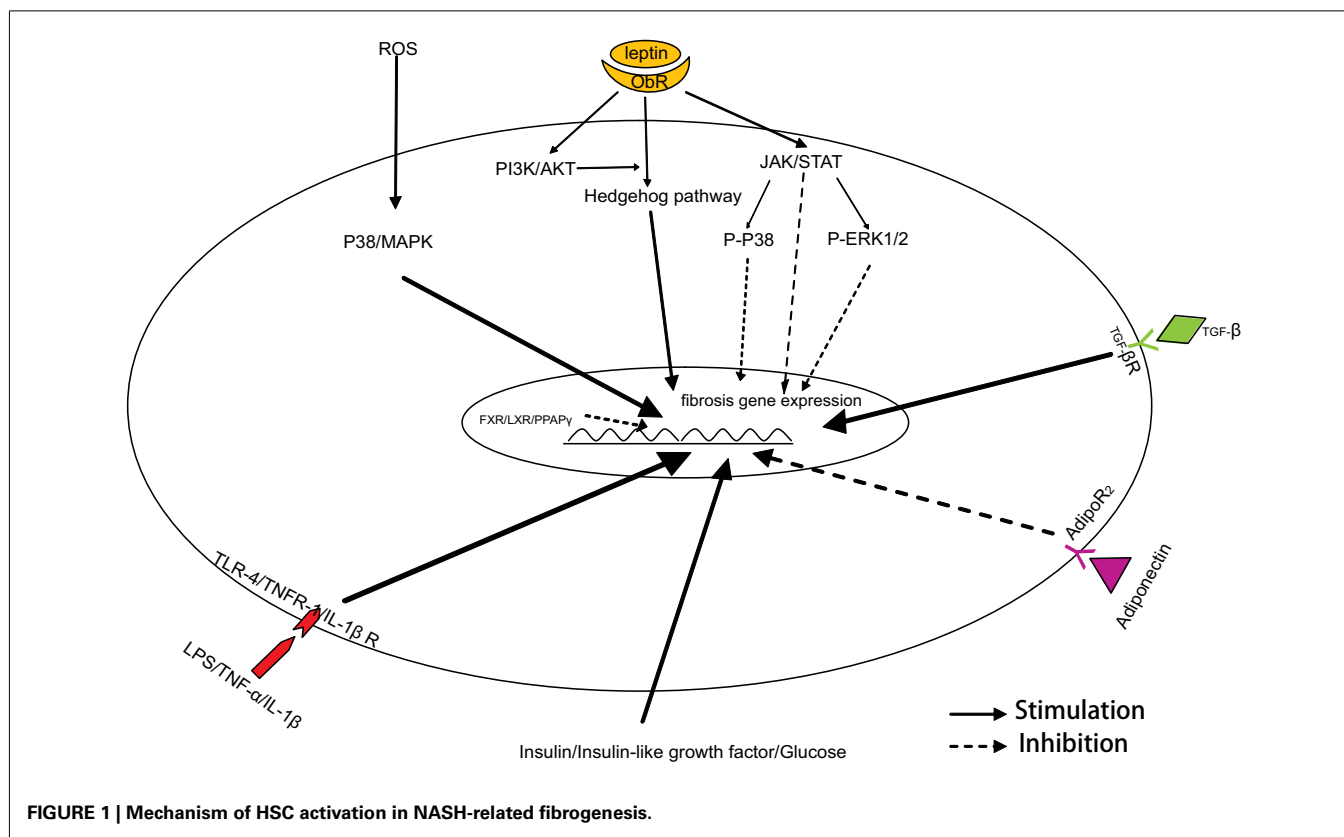 ROS
leptin
ObR
PI3K/AKT
JAK/STAT
Hedgehog pathway
P38/MAPK
P-P38
P-ERK1/2
TGF-β
TGF-βR
fibrosis gene expression
FXR/LXR/PPAPγ
AdipoR2
Adiponectin
TLR-4/TNFR-1/IL-1β R
LPS/TNF-α/IL-1β
Insulin/Insulin-like growth factor/Glucose
Stimulation
Inhibition
FIGURE 1 | Mechanism of HSC activation in NASH-related fibrogenesis.